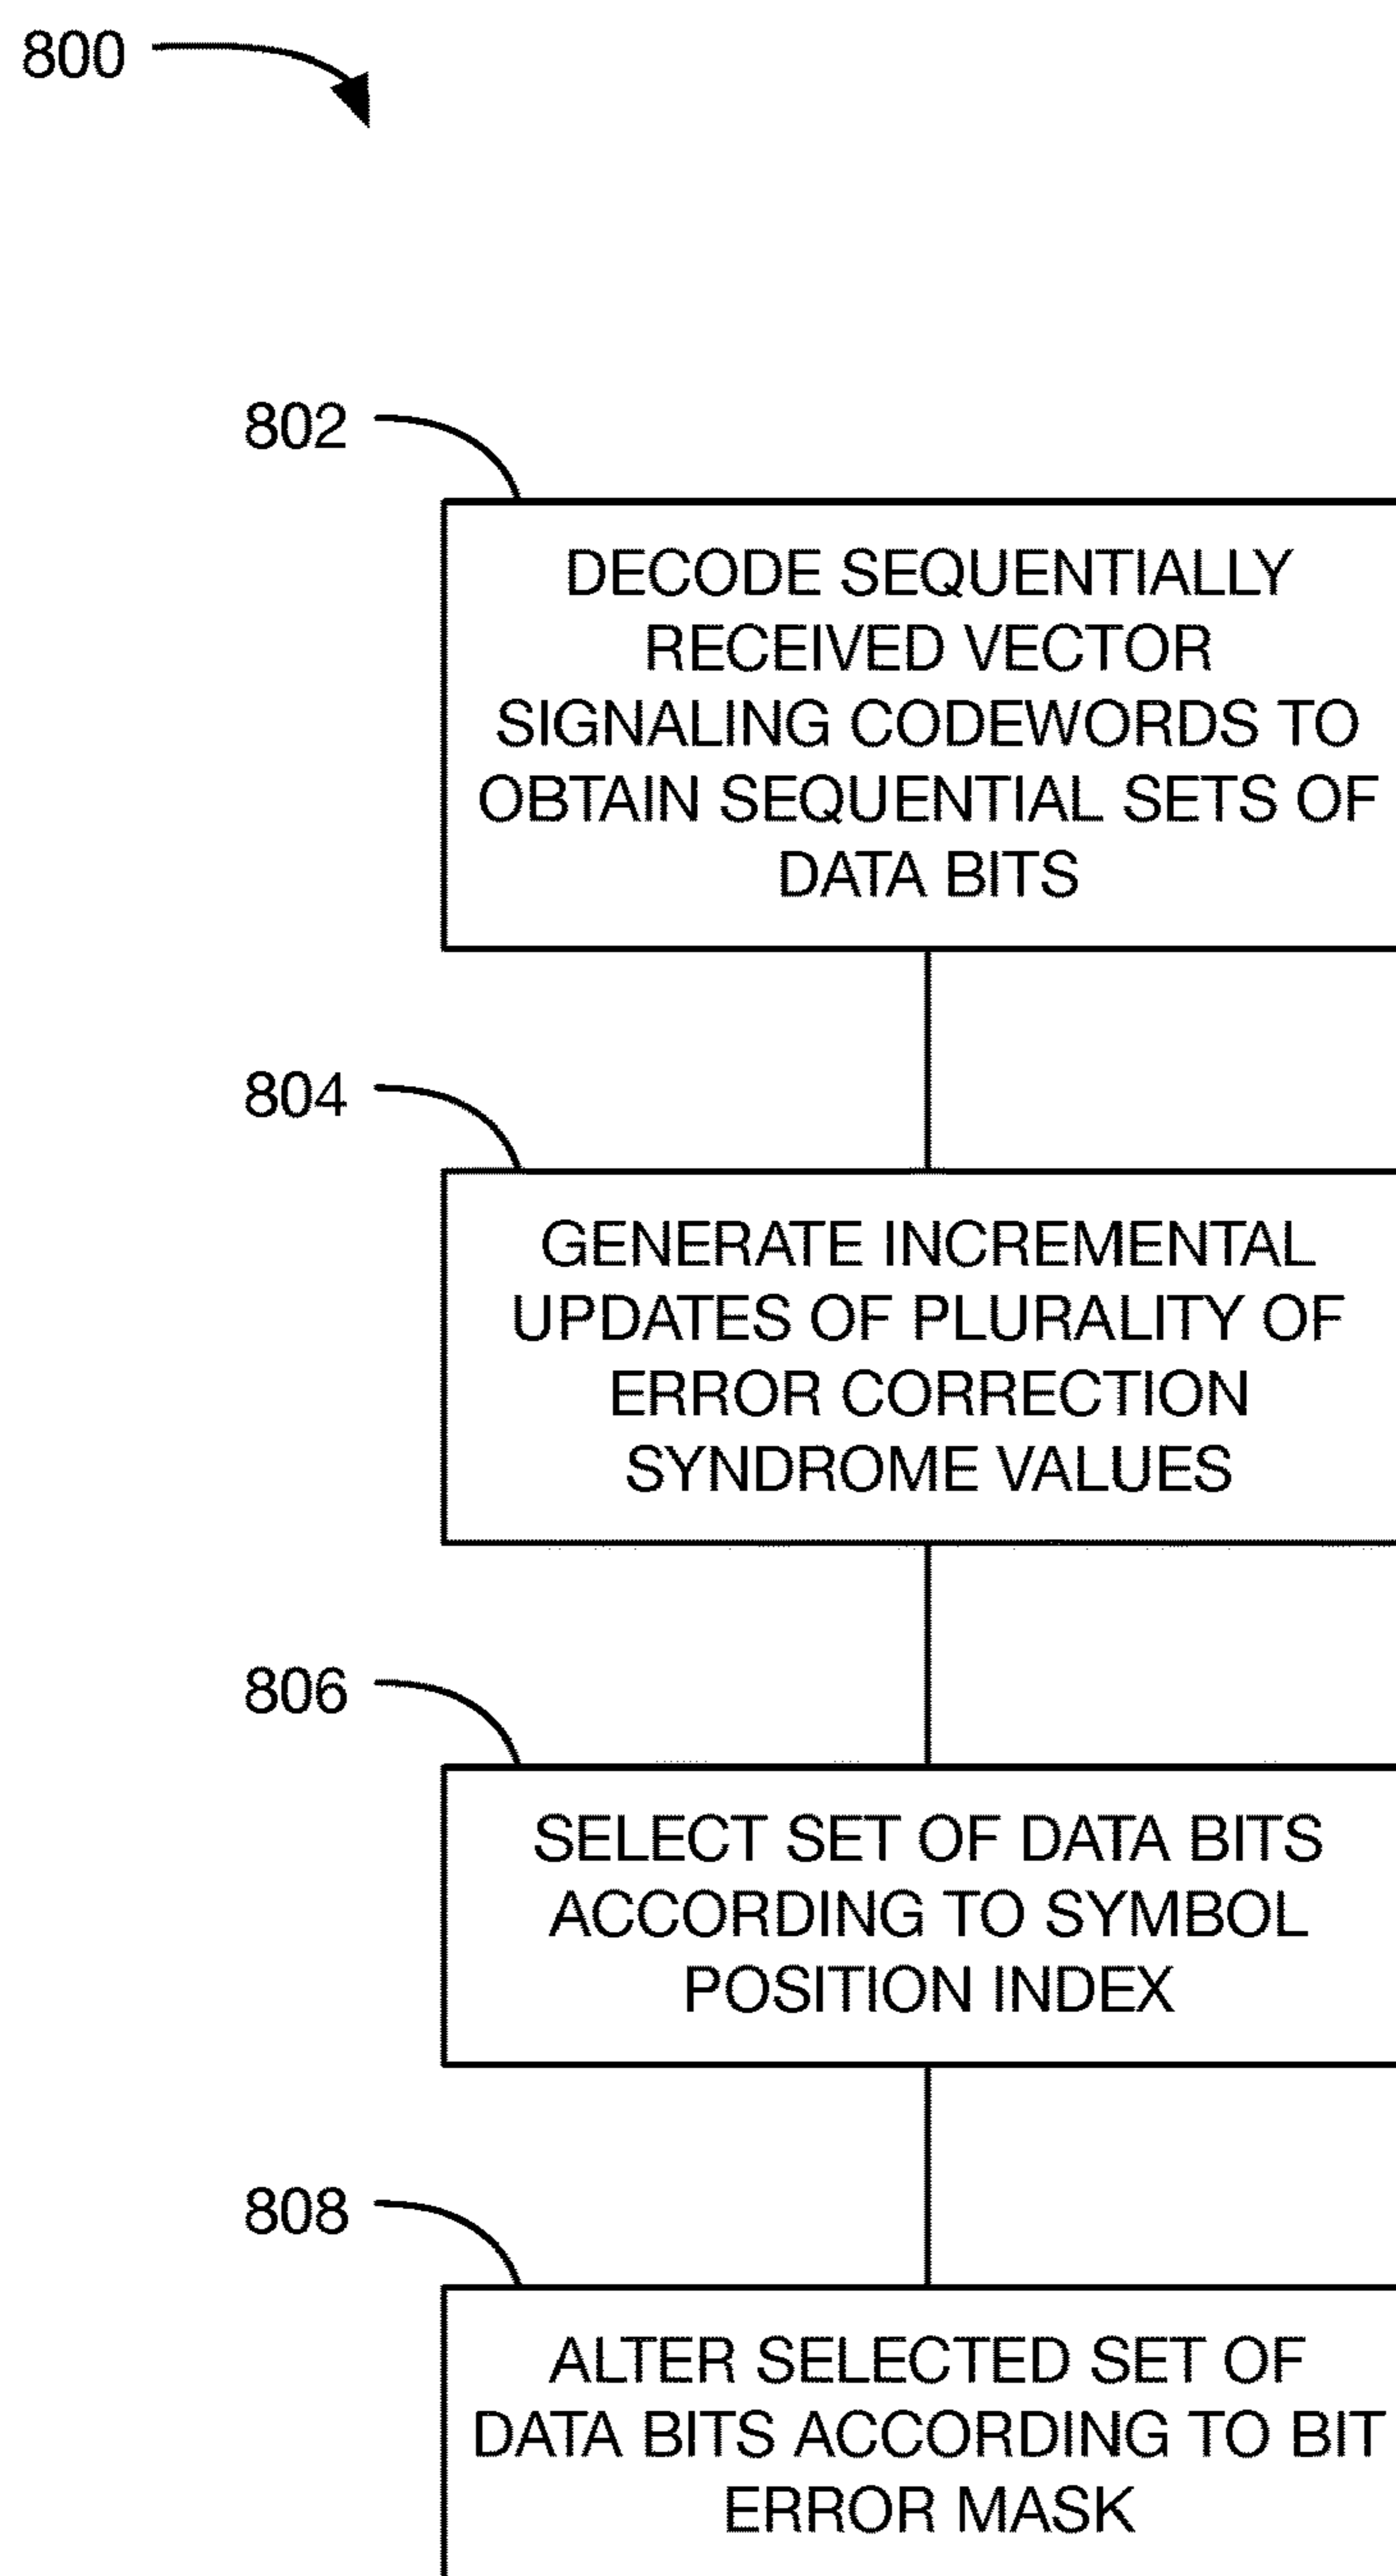 800
802
DECODE SEQUENTIALLY
RECEIVED VECTOR
SIGNALING CODEWORDS TO
OBTAIN SEQUENTIAL SETS OF
DATA BITS
804
GENERATE INCREMENTAL
UPDATES OF PLURALITY OF
ERROR CORRECTION
SYNDROME VALUES
806
SELECT SET OF DATA BITS
ACCORDING TO SYMBOL
POSITION INDEX
808
ALTER SELECTED SET OF
DATA BITS ACCORDING TO BIT
ERROR MASK